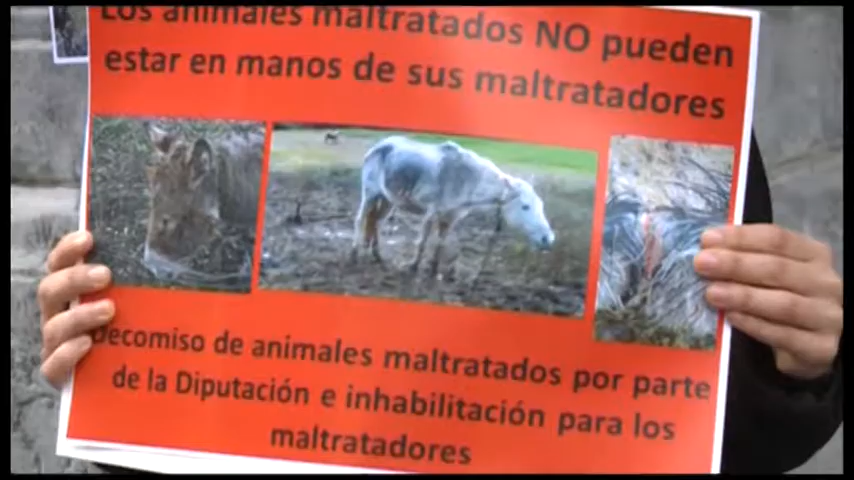 Los animales maltratados NO pueden
estar en manos de sus maltratadores
Decomiso de animales maltratados por parte
de la Diputación e inhabilitación para los
maltratadores